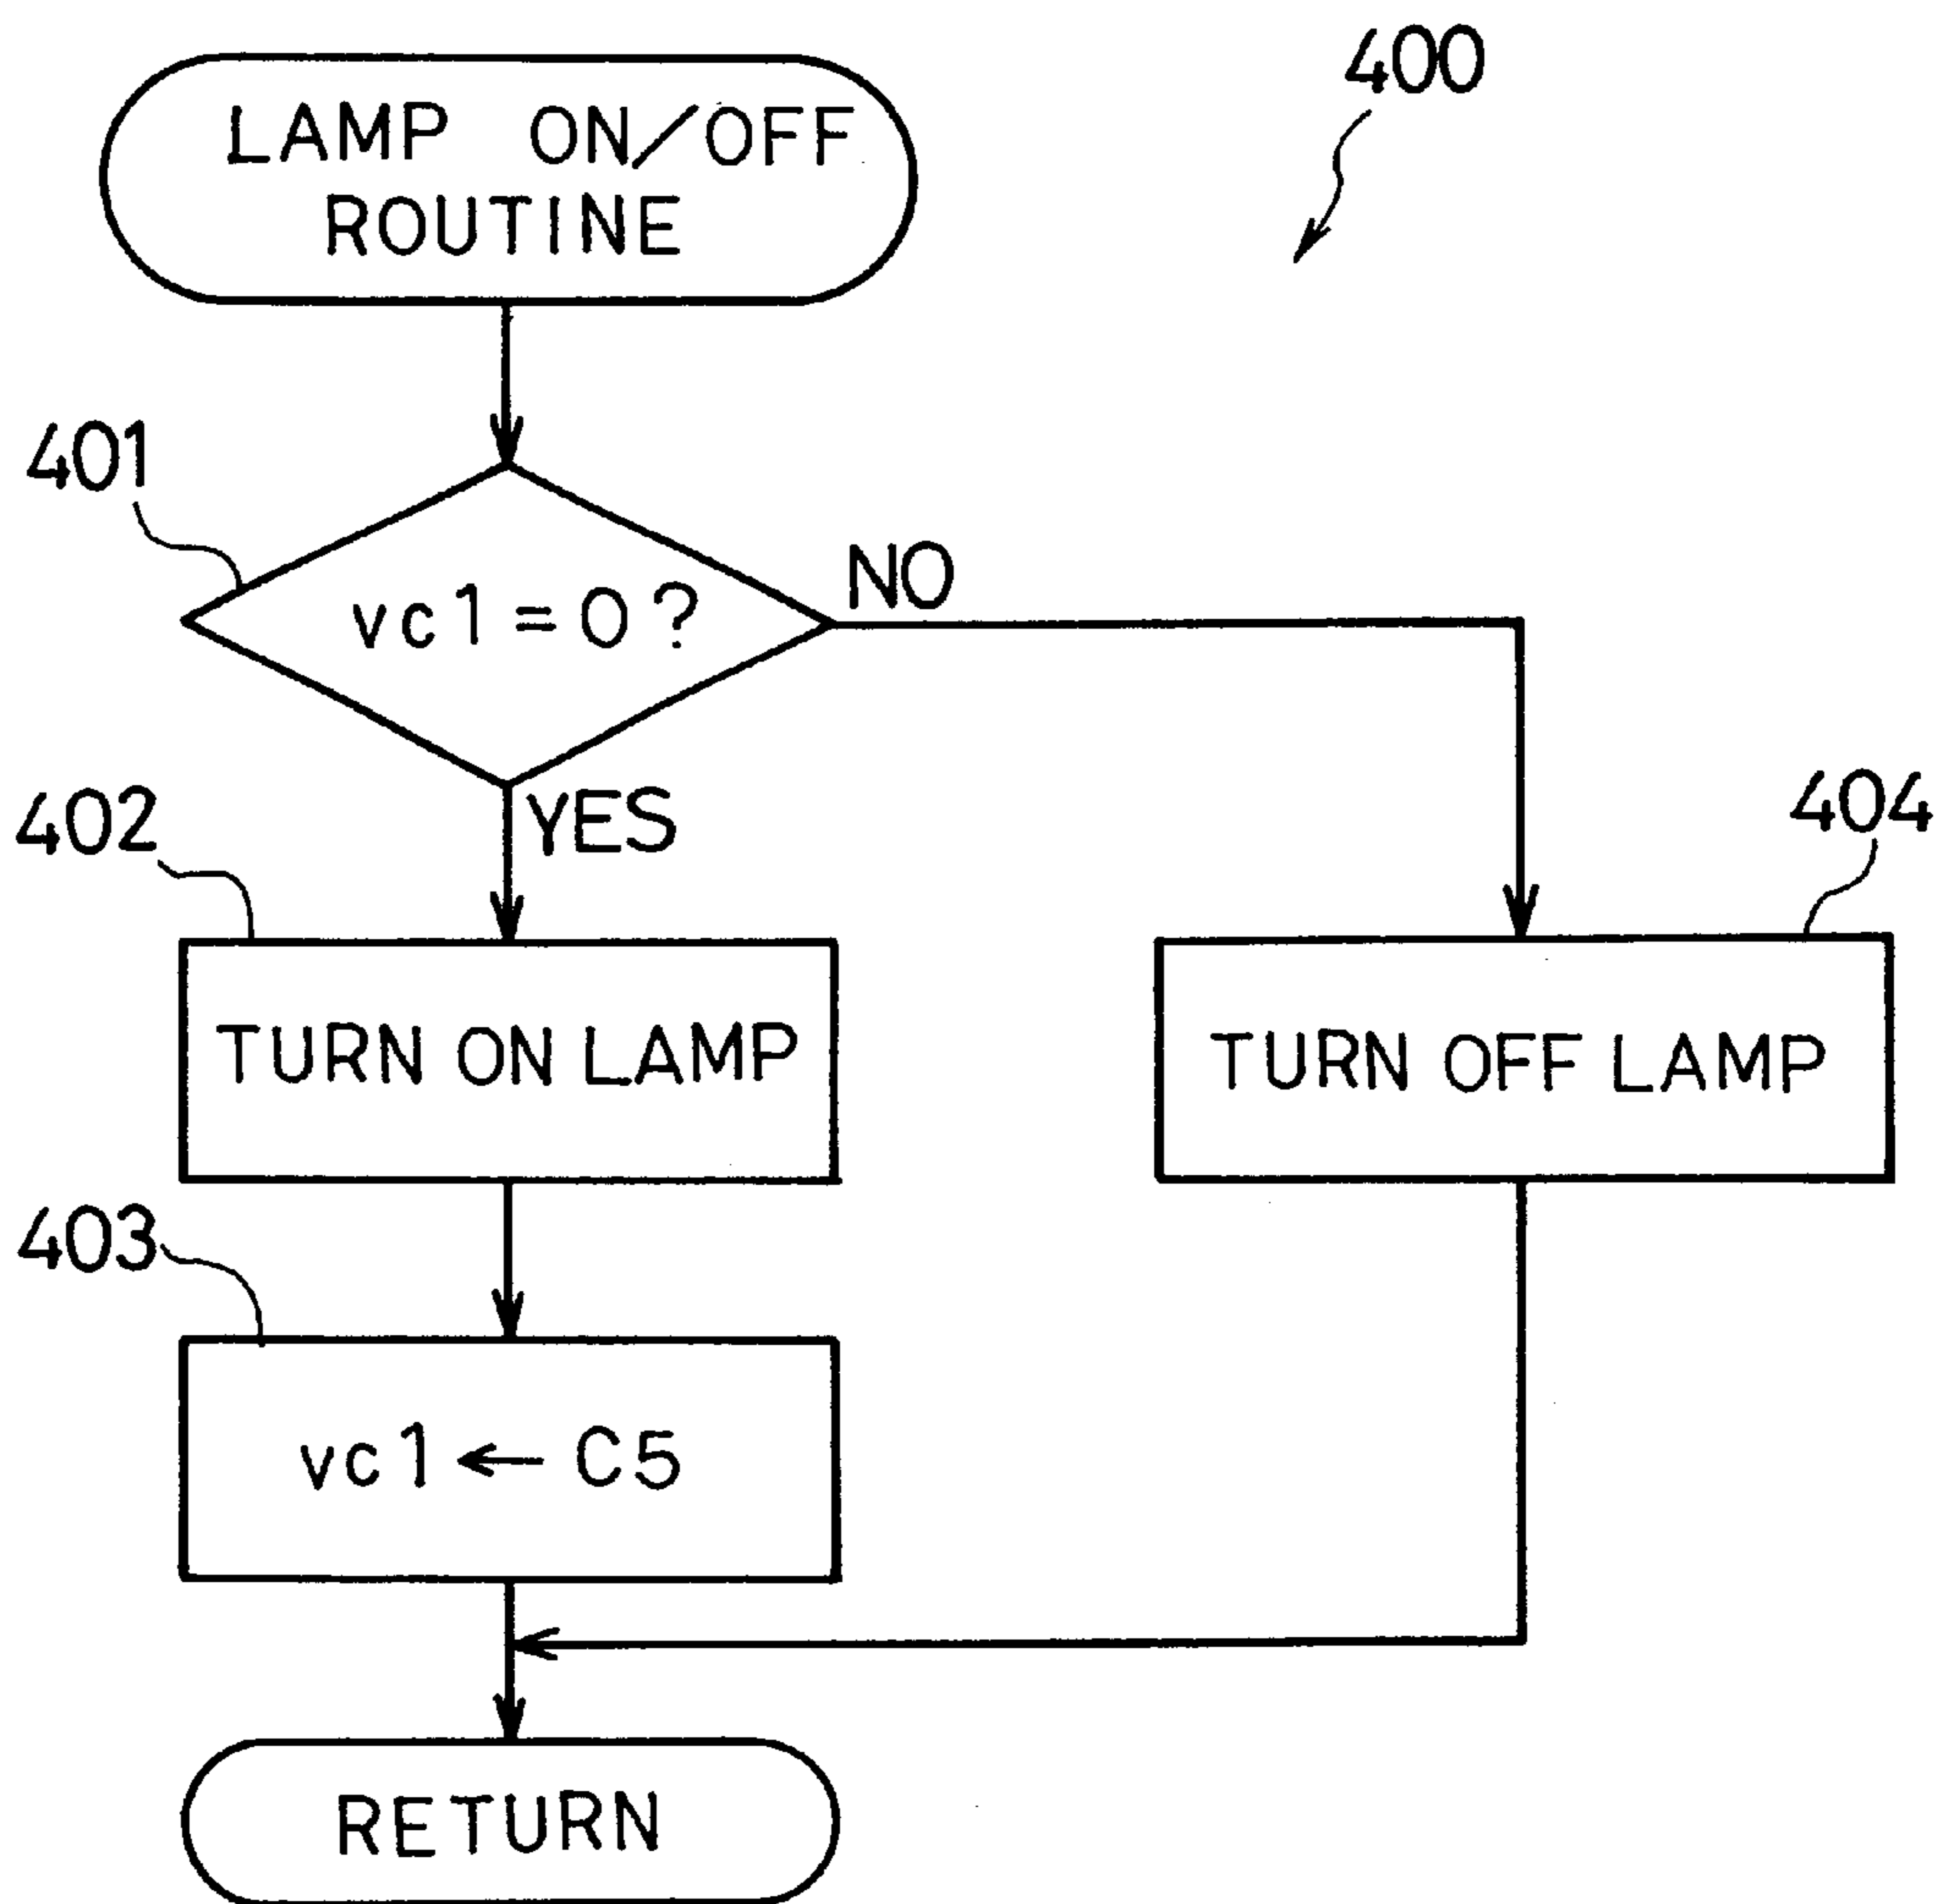 400
LAMP ON/OFF
ROUTINE
401
vc1=0?
NO
YES
402
TURN ON LAMP
404
TURN OFF LAMP
403
vc1←C5
RETURN